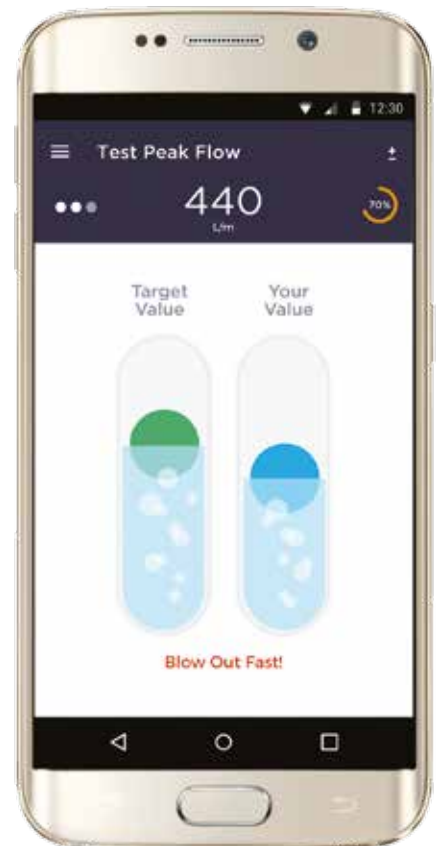 12:30
Test Peak Flow
440
L/m
70%
Target
Value
Your
Value
Blow Out Fast!